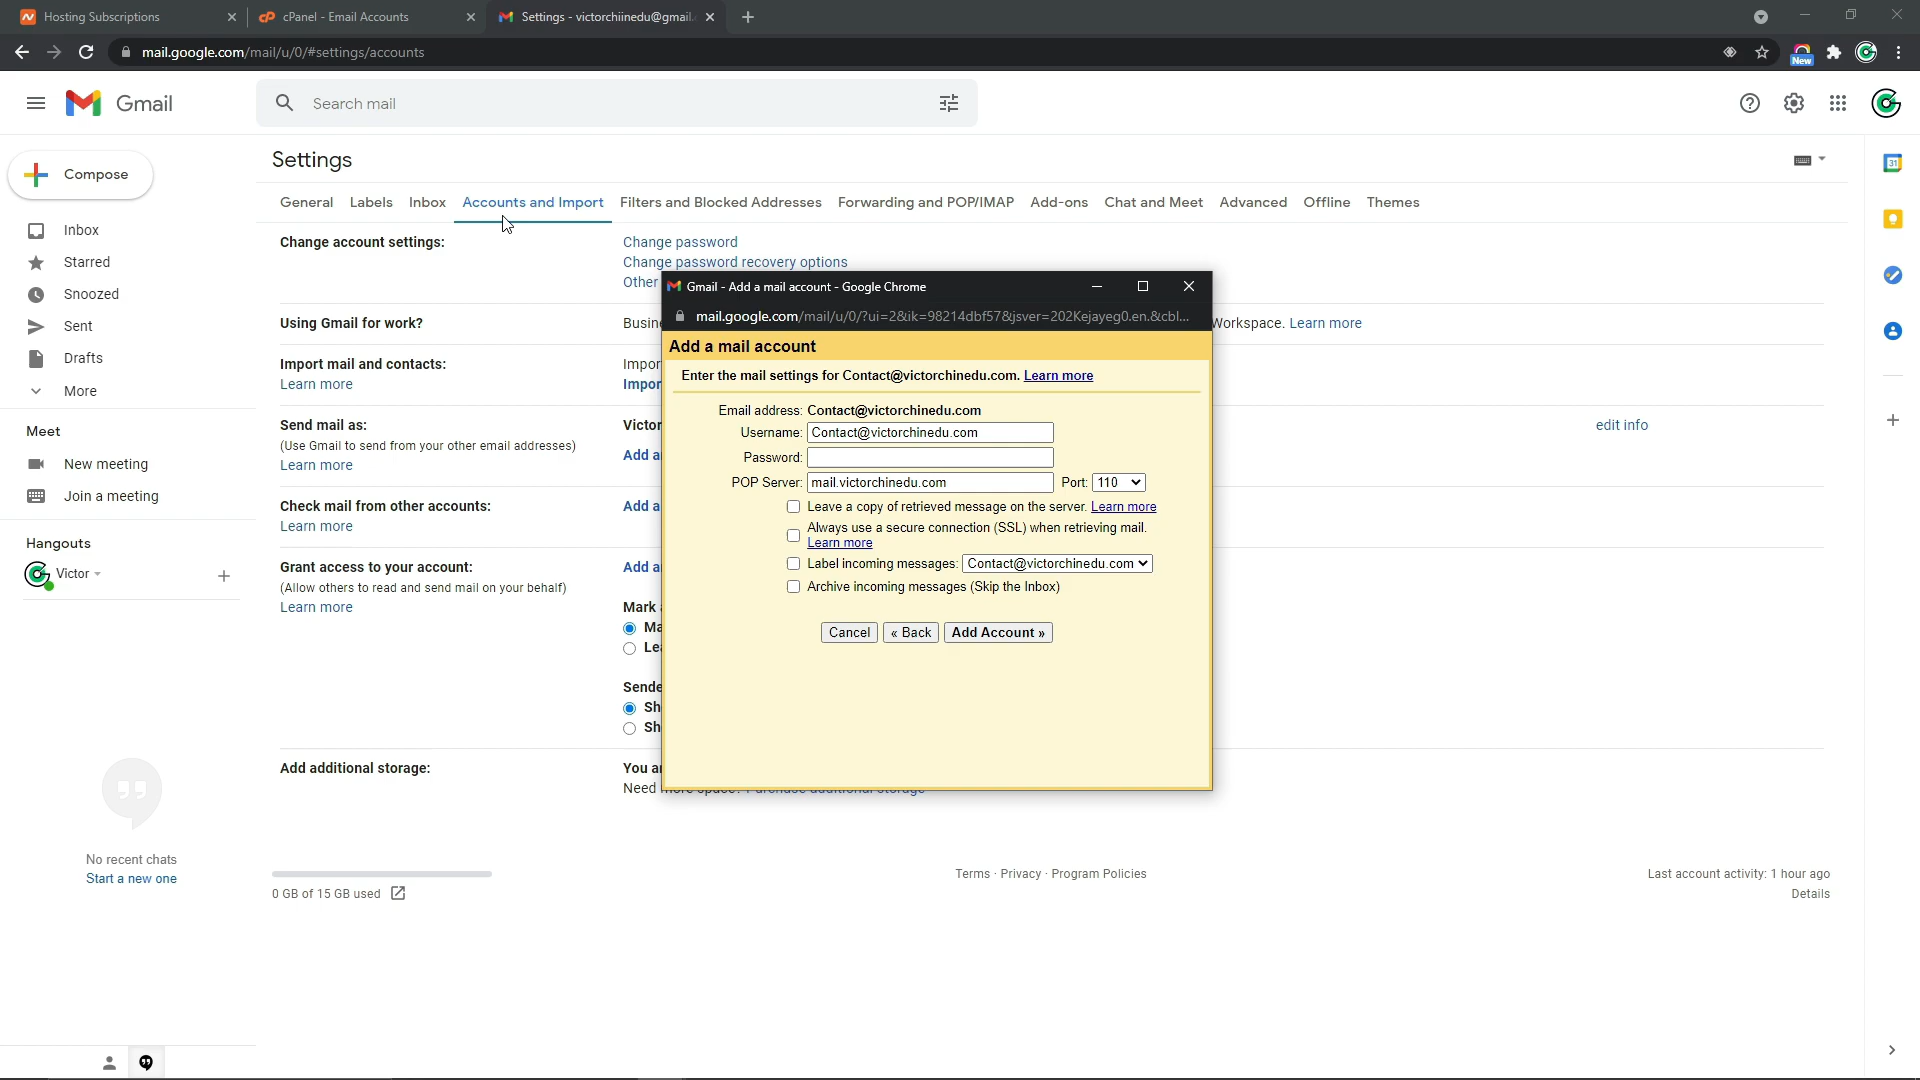 Hosting Subscriptions
cPanel - Email Accounts
Settings - victorchiinedu@gmail.
mail.google.com/mail/u/0/#settings/accounts
New
Gmail
Search mail
Compose
Inbox
Starred
Snoozed
Sent
Drafts
More
Meet
New meeting
Join a meeting
Hangouts
Victor
No recent chats
Start a new one
Settings
General Labels Inbox Accounts and Import Filters and Blocked Addresses Forwarding and POP/IMAP Add-ons Chat and Meet Advanced Offline Themes
Change account settings:
Change password
Change password recovery options
Other
Using Gmail for work?
Workspace. Learn more
Import mail and contacts:
Learn more
Send mail as:
(Use Gmail to send from your other email addresses)
Learn more
Victor
edit info
Check mail from other accounts:
Learn more
Grant access to your account:
(Allow others to read and send mail on your behalf)
Learn more
Mark
Add additional storage:
Need more space? Purchase additional storage
Gmail - Add a mail account - Google Chrome
mail.google.com/mail/u/0/?ui=2&ik=98214dbf57&jsver=202Kejayeg0.en.&cbl...
Add a mail account
Enter the mail settings for Contact@victorchinedu.com. Learn more
Email address: Contact@victorchinedu.com
Username: Contact@victorchinedu.com
Password:
POP Server: mail.victorchinedu.com Port: 110
Leave a copy of retrieved message on the server. Learn more
Always use a secure connection (SSL) when retrieving mail.
Learn more
Label incoming messages: Contact@victorchinedu.com
Archive incoming messages (Skip the Inbox)
Cancel « Back Add Account »
0 GB of 15 GB used
Terms · Privacy · Program Policies
Last account activity: 1 hour ago
Details
31